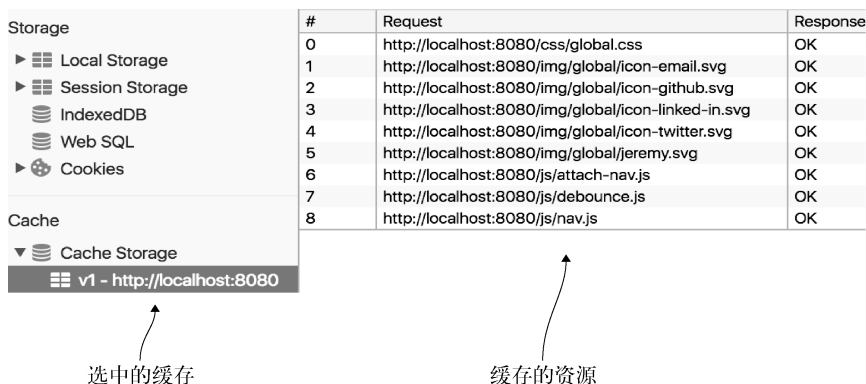 Storage
Local Storage
Session Storage
IndexedDB
Web SQL
Cookies
Cache
Cache Storage
v1 - http://localhost:8080
# Request Response
0 http://localhost:8080/css/global.css OK
1 http://localhost:8080/img/global/icon-email.svg OK
2 http://localhost:8080/img/global/icon-github.svg OK
3 http://localhost:8080/img/global/icon-linked-in.svg OK
4 http://localhost:8080/img/global/icon-twitter.svg OK
5 http://localhost:8080/img/global/jeremy.svg OK
6 http://localhost:8080/js/attach-nav.js OK
7 http://localhost:8080/js/debounce.js OK
8 http://localhost:8080/js/nav.js OK
选中的缓存
缓存的资源